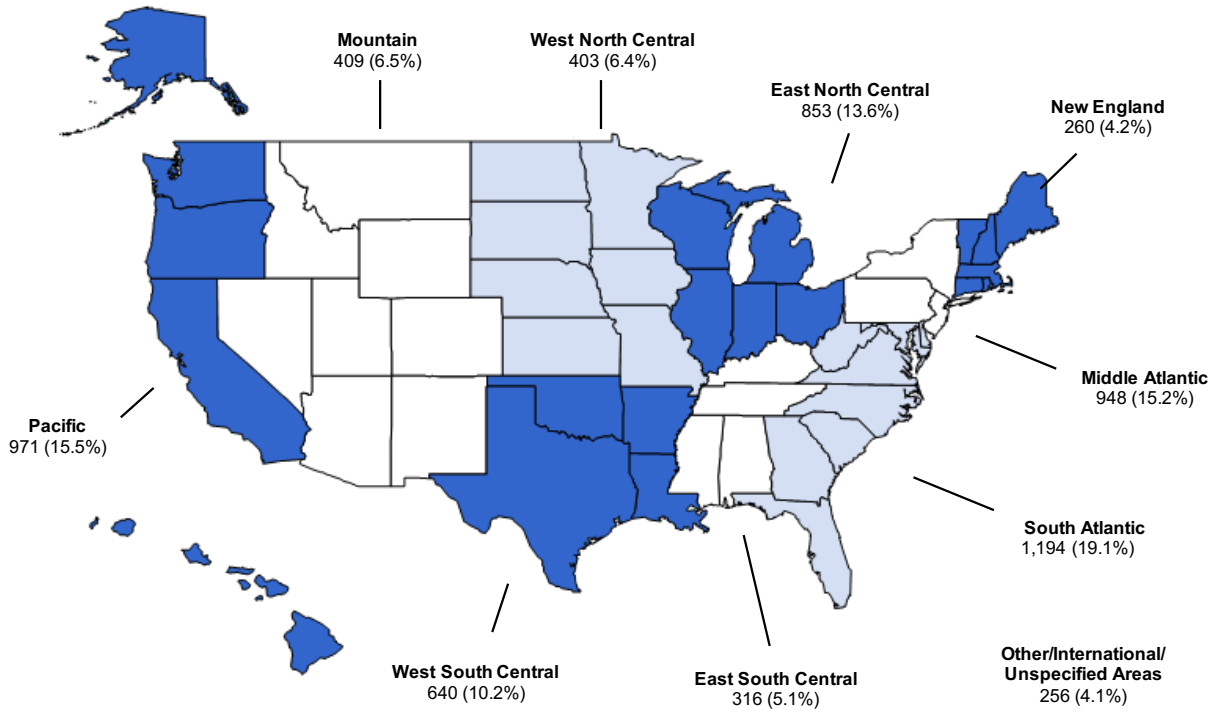 Mountain
409 (6.5%)
West North Central
403 (6.4%)
East North Central
853 (13.6%)
New England
260 (4.2%)
Middle Atlantic
948 (15.2%)
Pacific
971 (15.5%)
South Atlantic
1,194 (19.1%)
West South Central
640 (10.2%)
East South Central
316 (5.1%)
Other/International/
Unspecified Areas
256 (4.1%)